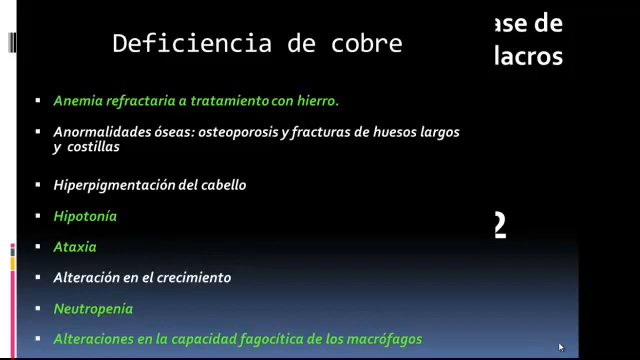 Deficiencia de cobre
ase de
lacros
Anemia refractaria a tratamiento con hierro.
Anormalidades óseas: osteoporosis y fracturas de huesos largos
y costillas
Hiperpigmentación del cabello
Hipotonía
2
Ataxia
Alteración en el crecimiento
Neutropenia
Alteraciones en la capacidad fagocítica de los macrófagos